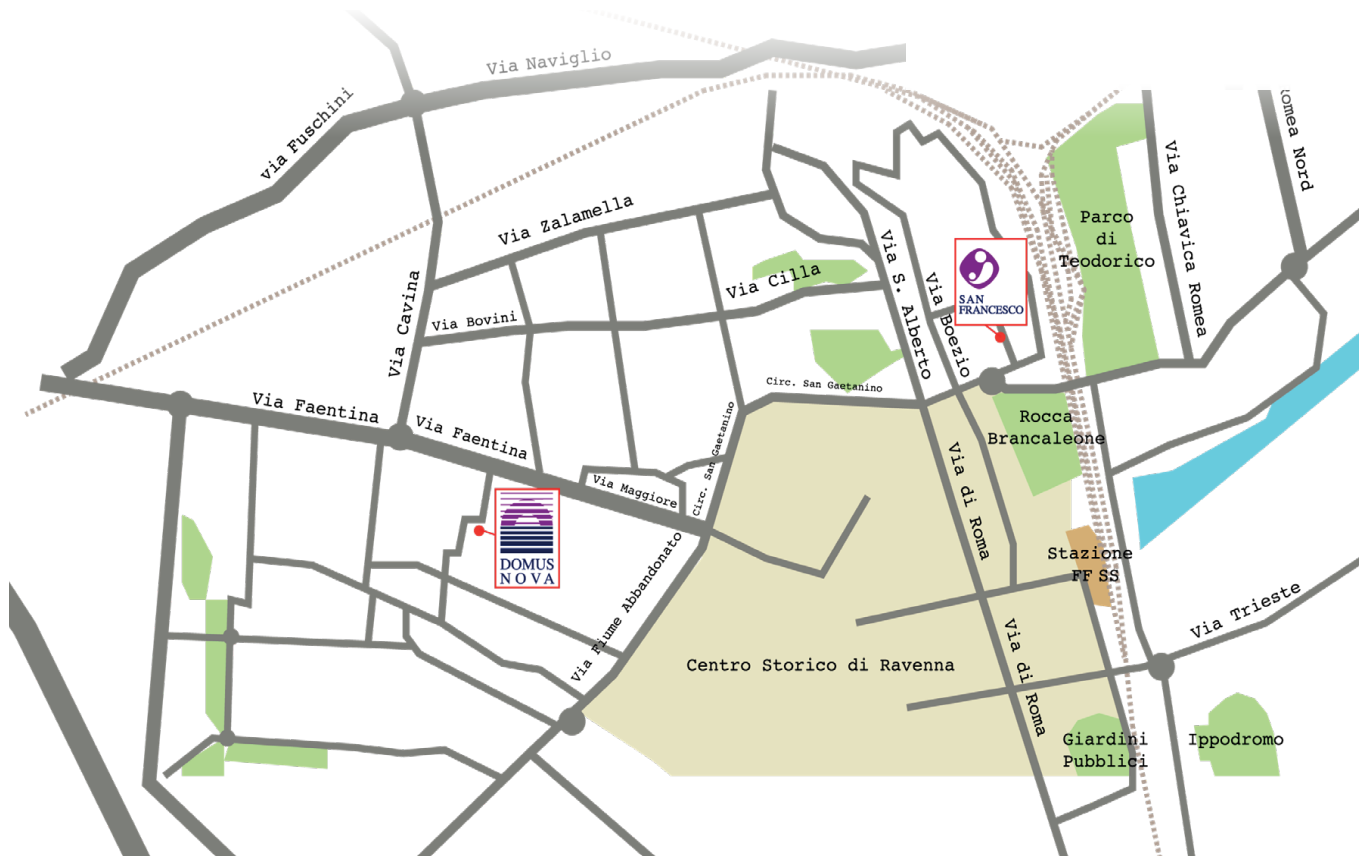 Via Naviglio
via Fuschini
Romea Nord
Via Chiavica Romea
Parco
di
Teodorico
Via Zalamella
Via S. Alberto
Via Boezio
SAN
FRANCESCO
Via Cilla
Via Cavina
Via Bovini
Circ. San Gaetanino
Via Faentina
Via Faentina
Circ. San Gaetanino
Rocca
Brancaleone
Via Maggiore
Via di Roma
DOMUS
NOVA
Stazione
FF SS
Via Fiume Abbandonato
Via Trieste
Centro Storico di Ravenna
Via di Roma
Giardini
Pubblici
Ippodromo